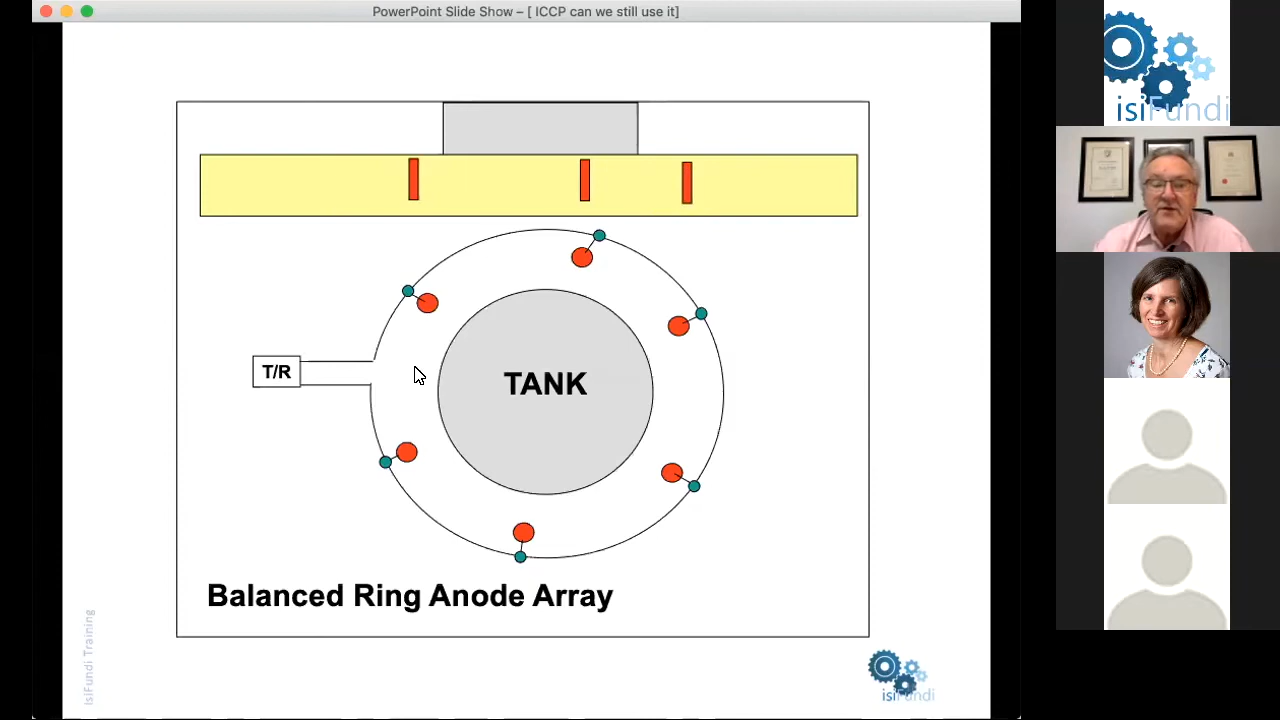 PowerPoint Slide Show – [ ICCP can we still use it]
isiFundi
T/R
TANK
Balanced Ring Anode Array
IsiFundi Training
isiFundi